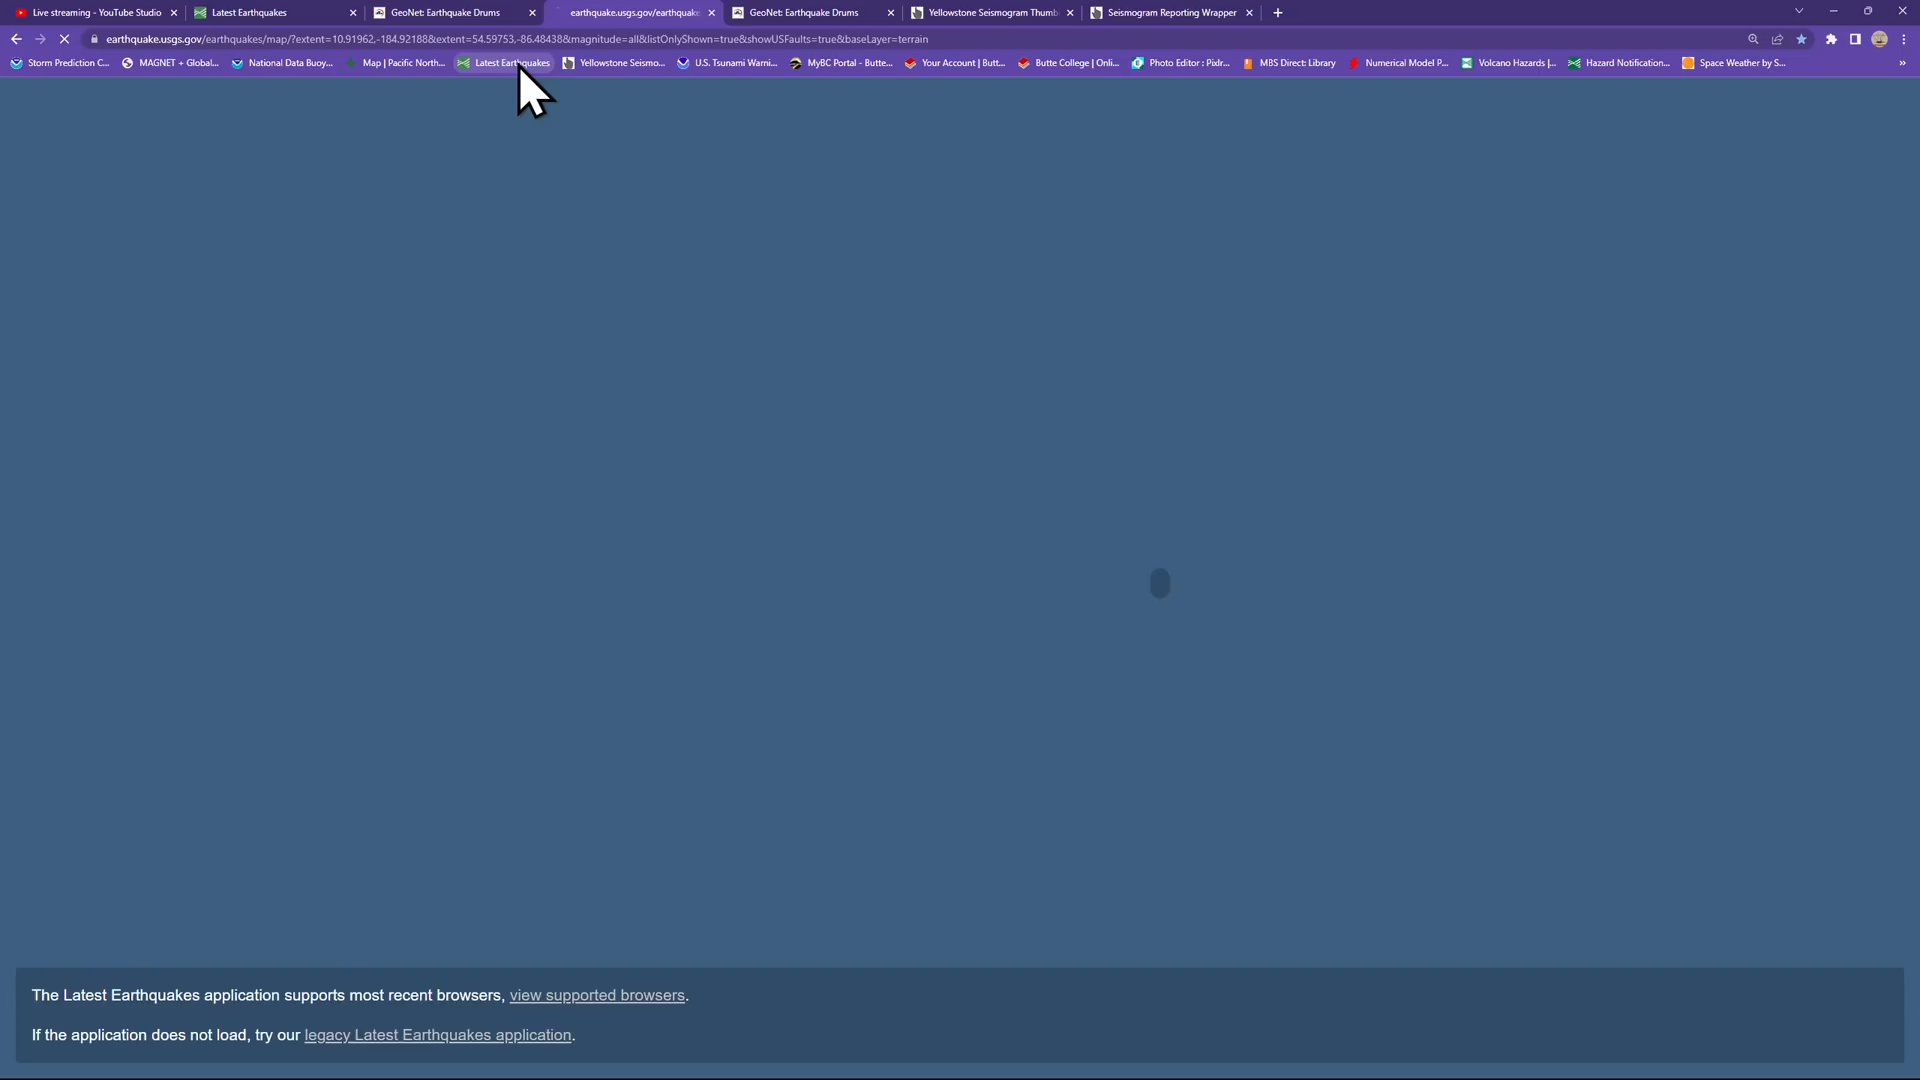 Live streaming - YouTube Studio
Latest Earthquakes
GeoNet: Earthquake Drums
earthquake.usgs.gov/earthquake
GeoNet: Earthquake Drums
Yellowstone Seismogram Thumb
Seismogram Reporting Wrapper
earthquake.usgs.gov/earthquakes/map/?extent=10.91962,-184.92188&extent=54.59753,-86.48438&magnitude=all&listOnlyShown=true&showUSFaults=true&baseLayer=terrain
Storm Prediction C...
MAGNET + Global...
National Data Buoy...
Map | Pacific North...
Latest Earthquakes
Yellowstone Seismo...
U.S. Tsunami Warni...
MyBC Portal - Butte...
Your Account | Butt...
Butte College | Onli...
Photo Editor : Pixlr...
MBS Direct Library
Numerical Model P...
Volcano Hazards |...
Hazard Notification...
Space Weather by S...
The Latest Earthquakes application supports most recent browsers, view supported browsers.
If the application does not load, try our legacy Latest Earthquakes application.